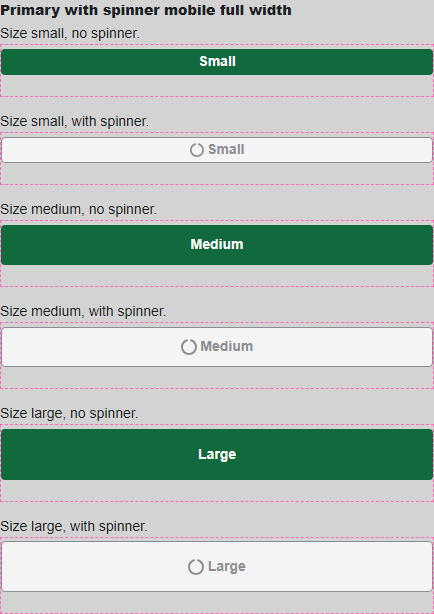 Primary with spinner mobile full width
Size small, no spinner.
Small
Size small, with spinner.
Small
Size medium, no spinner.
Medium
Size medium, with spinner.
Medium
Size large, no spinner.
Large
Size large, with spinner.
Large